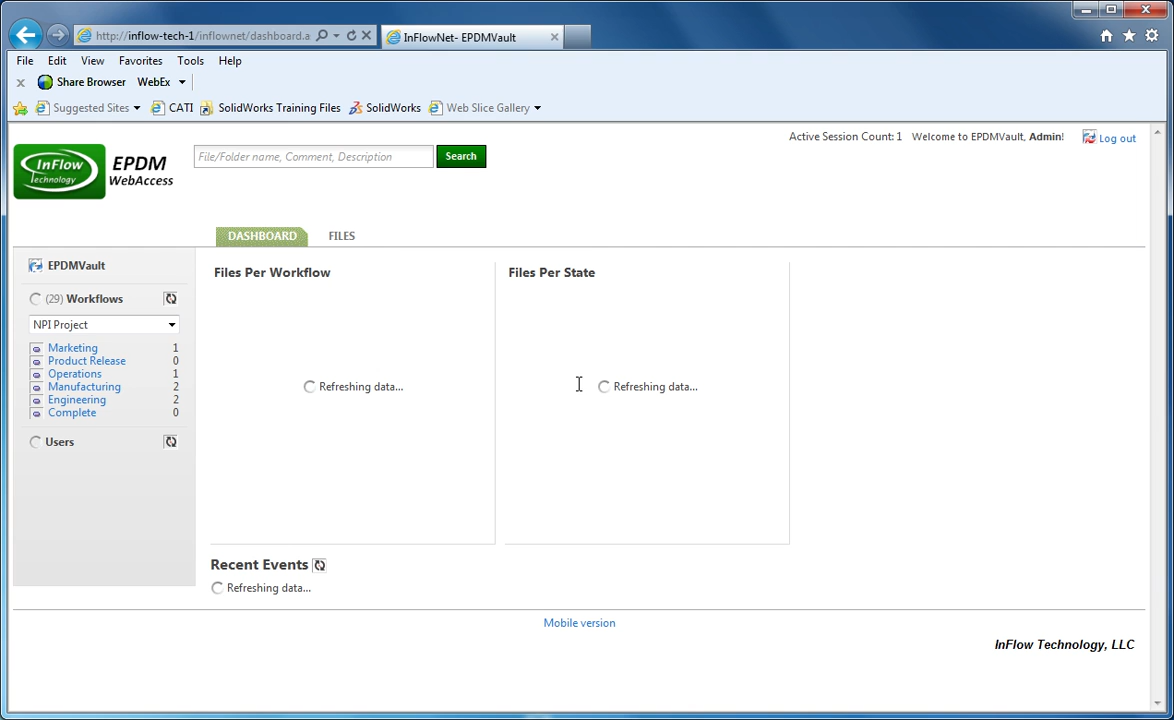 http://inflow-tech-1/inflownet/dashboard.a
InFlowNet- EPDMVault
File Edit View Favorites Tools Help
x Share Browser WebEx
Suggested Sites CATI SolidWorks Training Files SolidWorks Web Slice Gallery
Active Session Count: 1 Welcome to EPDMVault, Admin! Log out
InFlow Technology
EPDM WebAccess
File/Folder name, Comment, Description Search
DASHBOARD FILES
EPDMVault
(29) Workflows
NPI Project
Marketing 1
Product Release 0
Operations 1
Manufacturing 2
Engineering 2
Complete 0
Users
Files Per Workflow
Refreshing data...
Files Per State
Refreshing data...
Recent Events
Refreshing data...
Mobile version
InFlow Technology, LLC